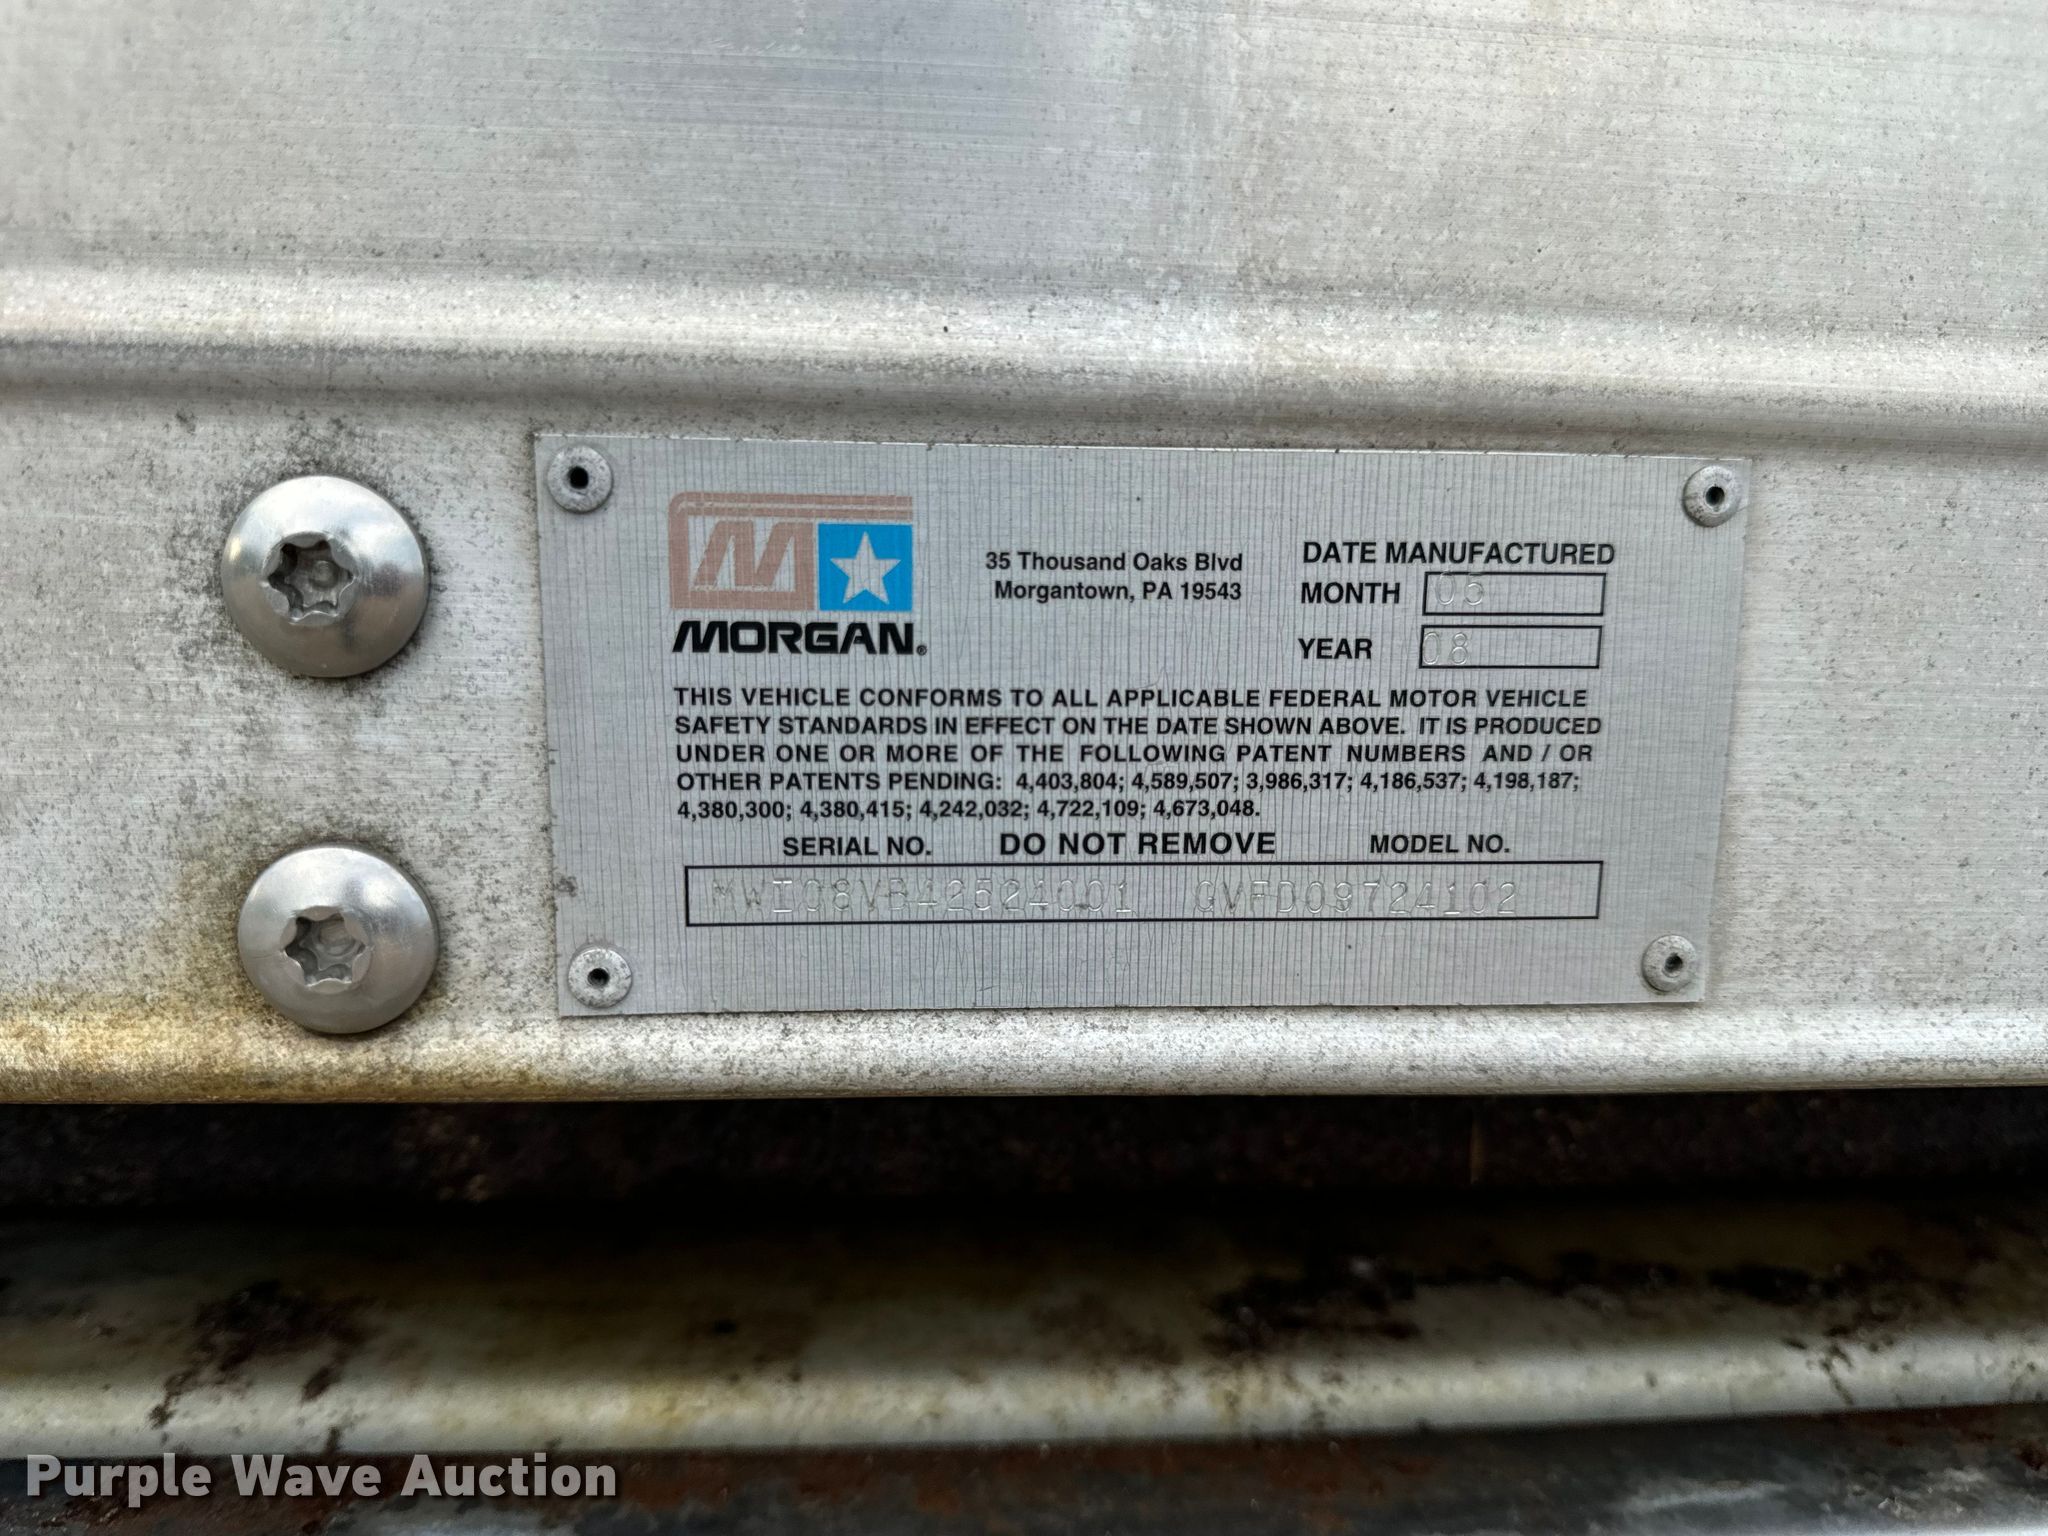 M
MORGAN®
35 Thousand Oaks Blvd
Morgantown, PA 19543
DATE MANUFACTURED
MONTH 05
YEAR 08
THIS VEHICLE CONFORMS TO ALL APPLICABLE FEDERAL MOTOR VEHICLE
SAFETY STANDARDS IN EFFECT ON THE DATE SHOWN ABOVE. IT IS PRODUCED
UNDER ONE OR MORE OF THE FOLLOWING PATENT NUMBERS AND / OR
OTHER PATENTS PENDING: 4,403,804; 4,589,507; 3,986,317; 4,186,537; 4,198,187;
4,380,300; 4,380,415; 4,242,032; 4,722,109; 4,673,048.
SERIAL NO. DO NOT REMOVE MODEL NO.
MWI08VB42524001 GVFD09724102
Purple Wave Auction